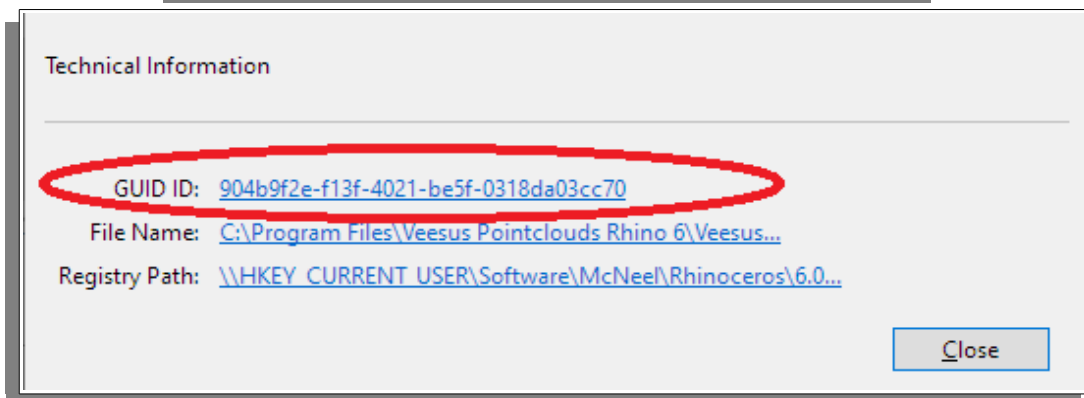 Technical Information
GUID ID: 904b9f2e-f13f-4021-be5f-0318da03cc70
File Name: C:\Program Files\Veesus Pointclouds Rhino 6\Veesus...
Registry Path: \\HKEY_CURRENT_USER\Software\McNeel\Rhinoceros\6.0...
Close